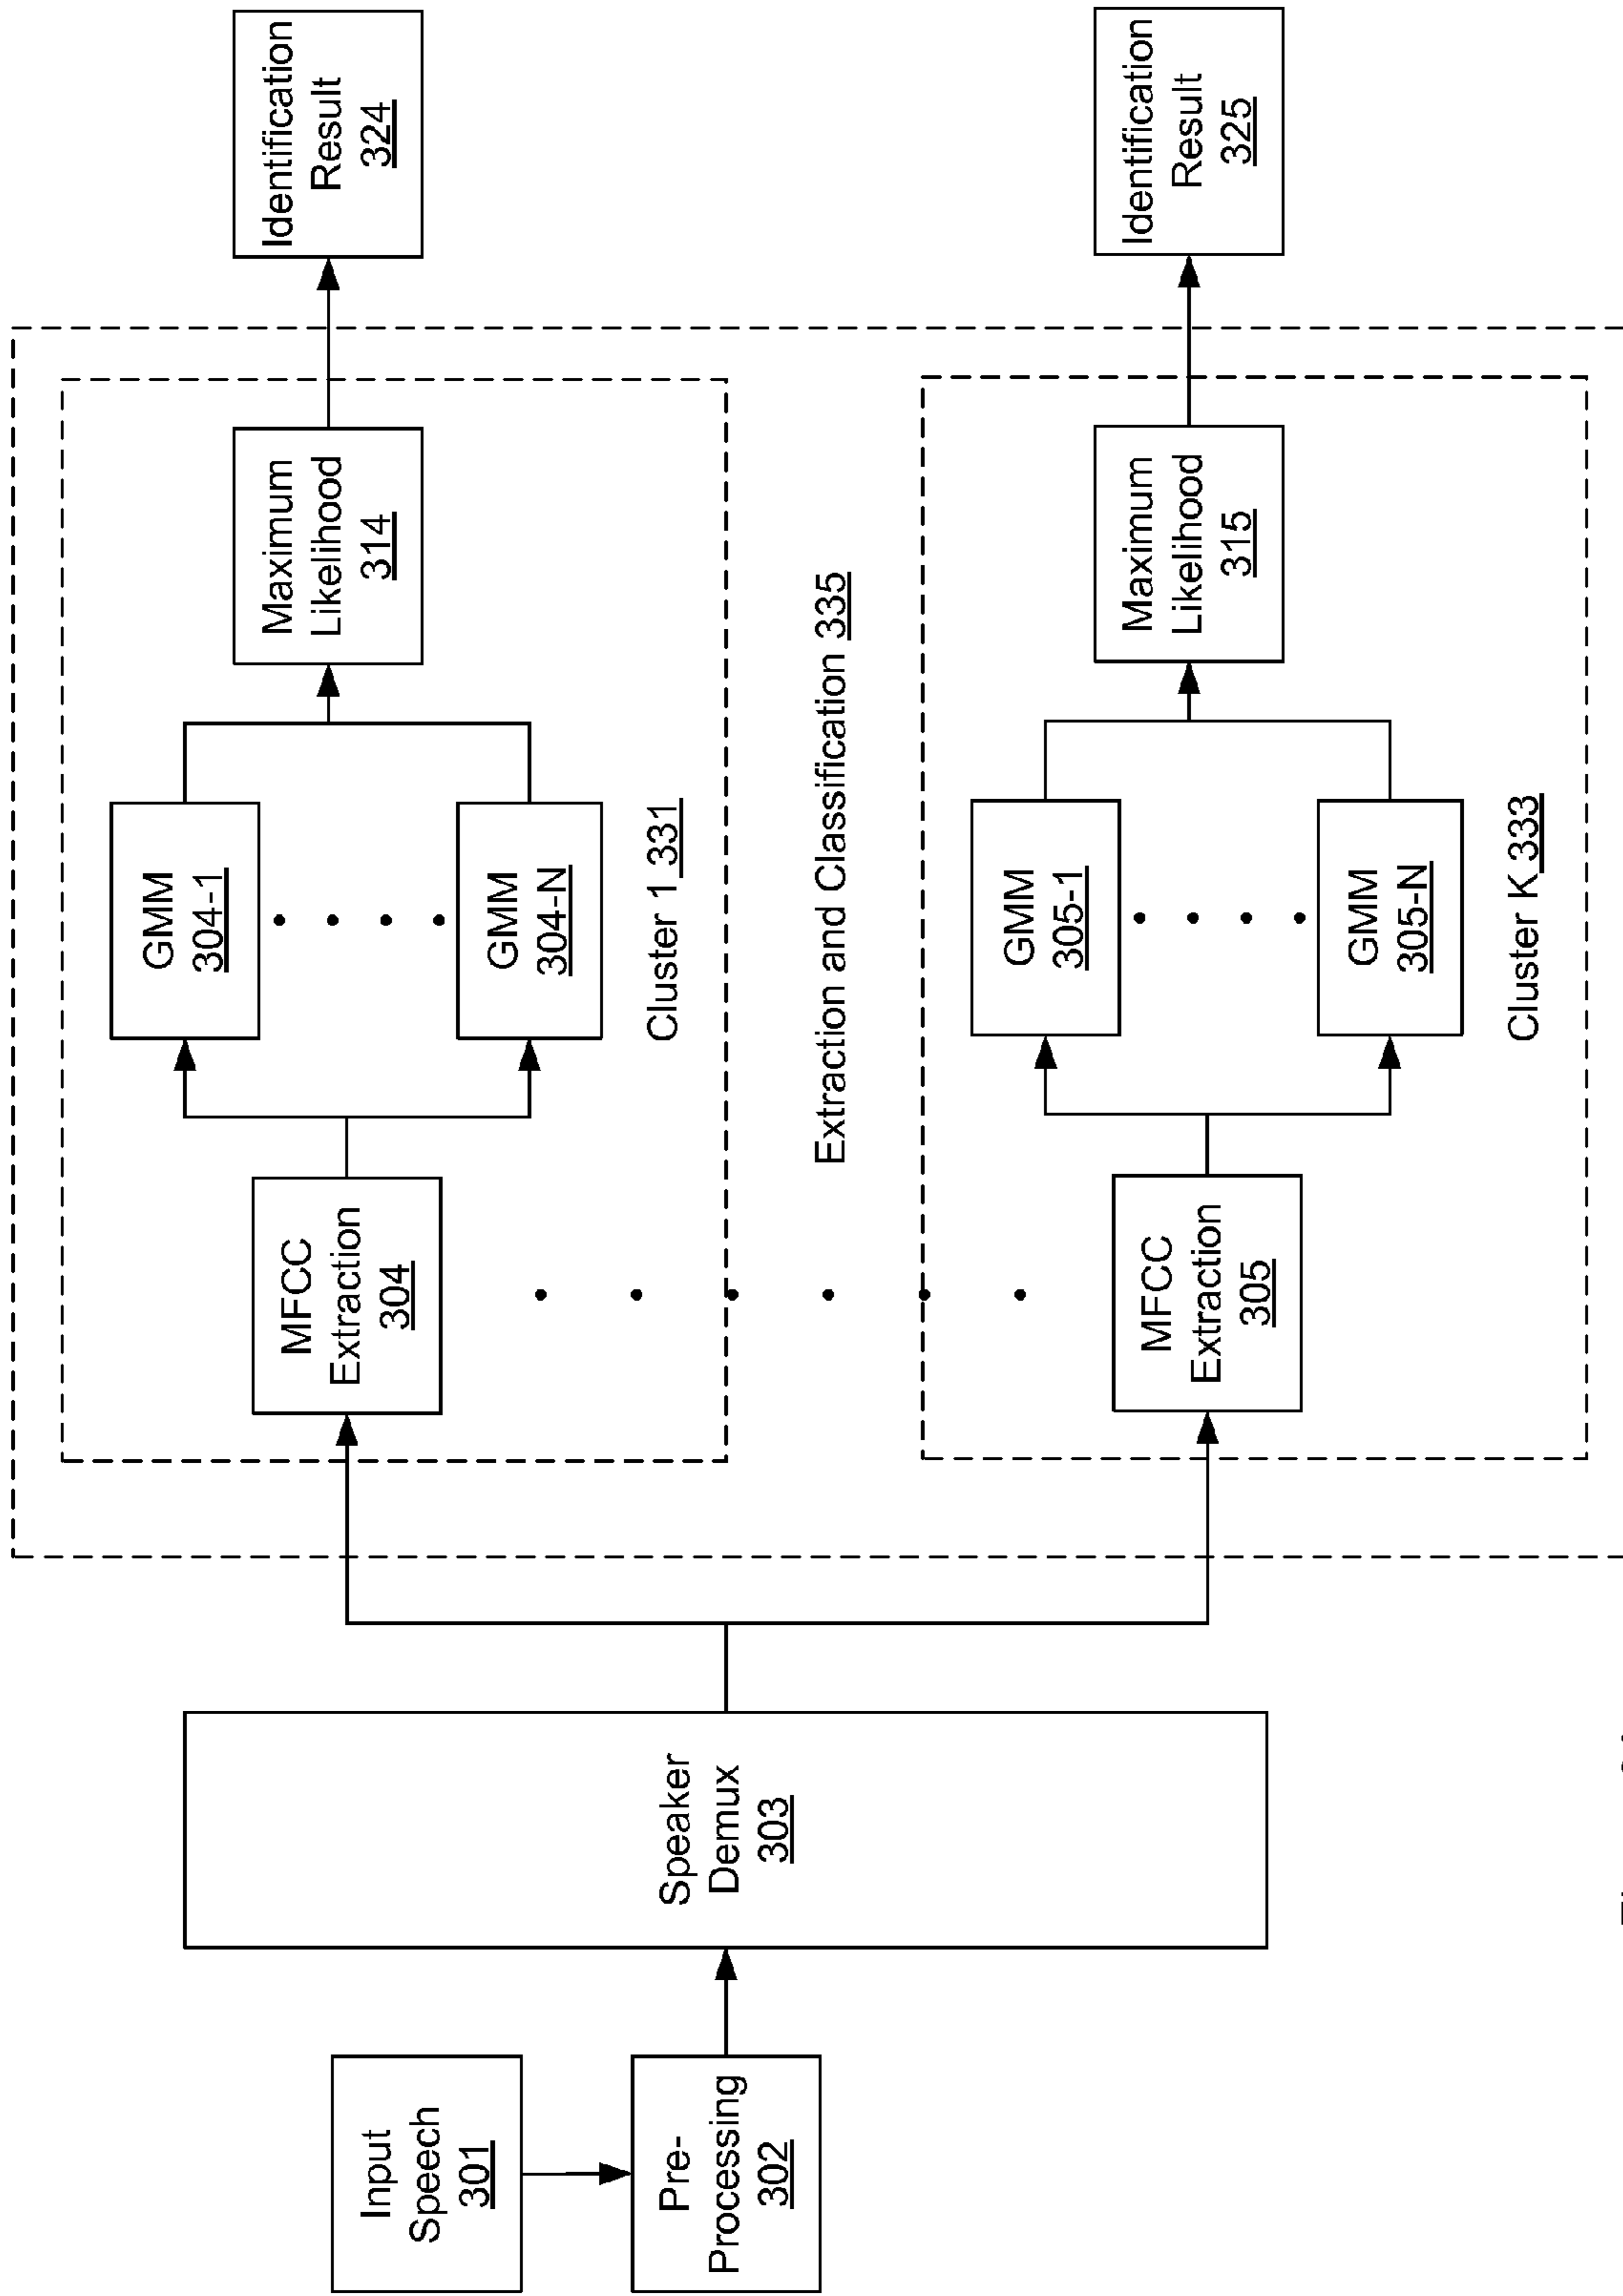 Input
Speech
301
Pre-
Processing
302
Speaker
Demux
303
MFCC
Extraction
304
GMM
304-1
GMM
304-N
Cluster 1 331
Maximum
Likelihood
314
Identification
Result
324
Extraction and Classification 335
MFCC
Extraction
305
GMM
305-1
GMM
305-N
Cluster K 333
Maximum
Likelihood
315
Identification
Result
325